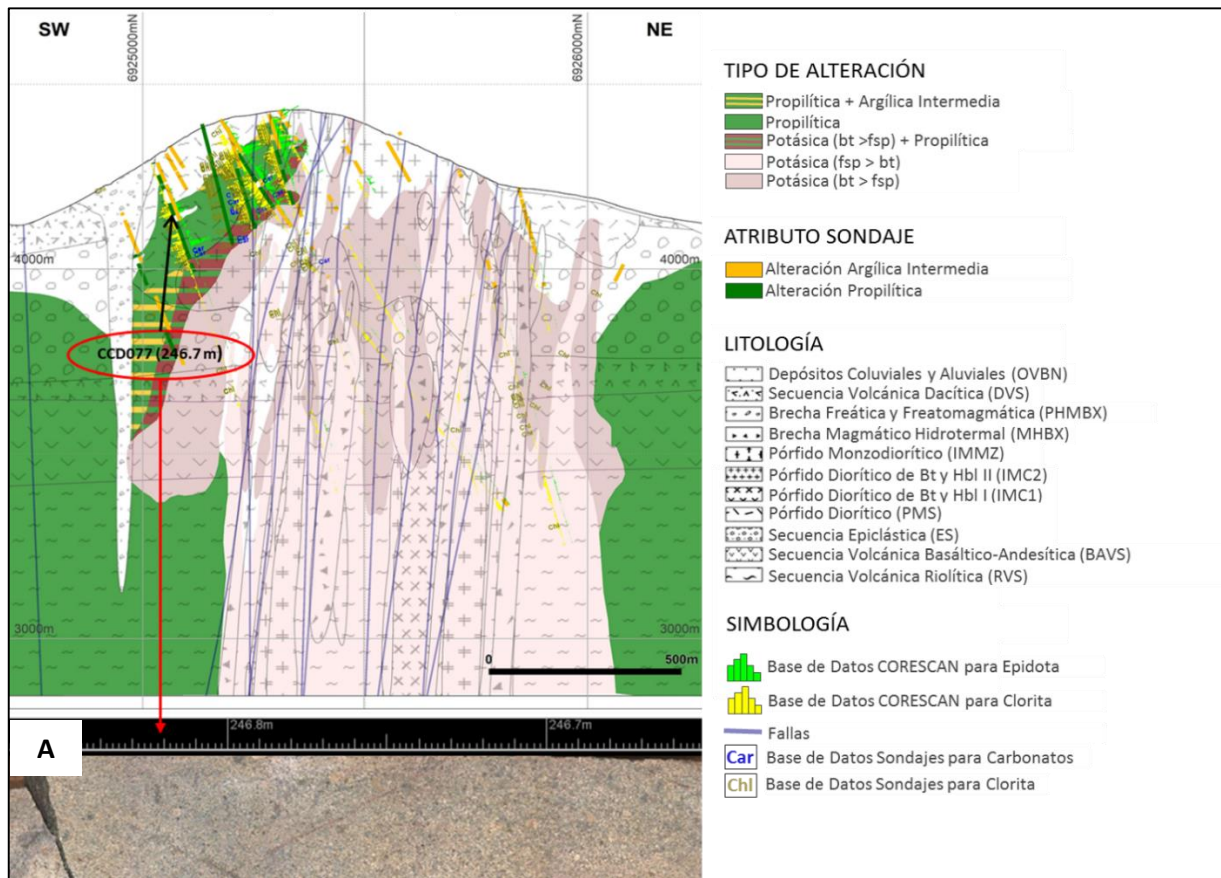 SW
NE
6925000mN
6926000mN
4000m
4000m
CCD077 (246.7 m)
3000m
3000m
0
500m
Chl
Car
A
246.8m
246.7m
TIPO DE ALTERACIÓN
Propilítica + Argílica Intermedia
Propilítica
Potásica (bt >fsp) + Propilítica
Potásica (fsp > bt)
Potásica (bt > fsp)
ATRIBUTO SONDAJE
Alteración Argílica Intermedia
Alteración Propilítica
LITOLOGÍA
Depósitos Coluviales y Aluviales (OVBN)
Secuencia Volcánica Dacítica (DVS)
Brecha Freática y Freatomagmática (PHMBX)
Brecha Magmático Hidrotermal (MHBX)
Pórfido Monzodiorítico (IMMZ)
Pórfido Diorítico de Bt y Hbl II (IMC2)
Pórfido Diorítico de Bt y Hbl I (IMC1)
Pórfido Diorítico (PMS)
Secuencia Epiclástica (ES)
Secuencia Volcánica Basáltico-Andesítica (BAVS)
Secuencia Volcánica Riolítica (RVS)
SIMBOLOGÍA
Base de Datos CORESCAN para Epidota
Base de Datos CORESCAN para Clorita
Fallas
Car Base de Datos Sondajes para Carbonatos
Chl Base de Datos Sondajes para Clorita